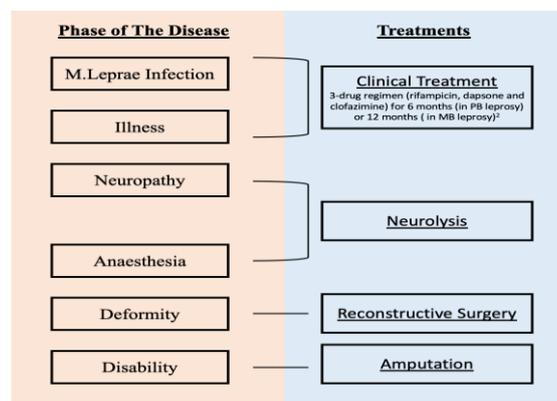 Phase of The Disease
Treatments
M.Leprae Infection
Illness
Neuropathy
Anaesthesia
Deformity
Disability
Clinical Treatment
3-drug regimen (rifampicin, dapsone and
clofazimine) for 6 months (in PB leprosy)
or 12 months ( in MB leprosy)²
Neurolysis
Reconstructive Surgery
Amputation